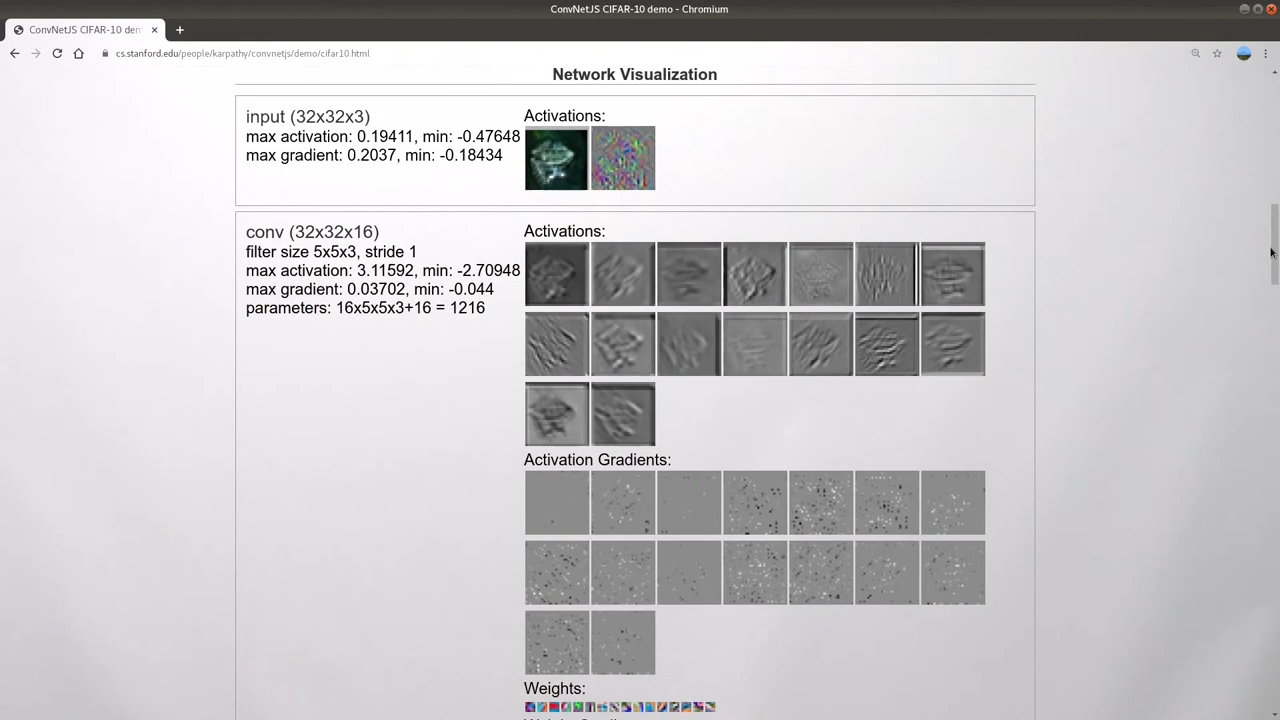 ConvNetJS CIFAR-10 demo - Chromium
ConvNetJS CIFAR-10 dem
cs.stanford.edu/people/karpathy/convnetjs/demo/cifar10.html
Network Visualization
input (32x32x3)
max activation: 0.19411, min: -0.47648
max gradient: 0.2037, min: -0.18434
Activations:
conv (32x32x16)
filter size 5x5x3, stride 1
max activation: 3.11592, min: -2.70948
max gradient: 0.03702, min: -0.044
parameters: 16x5x5x3+16 = 1216
Activations:
Activation Gradients:
Weights: